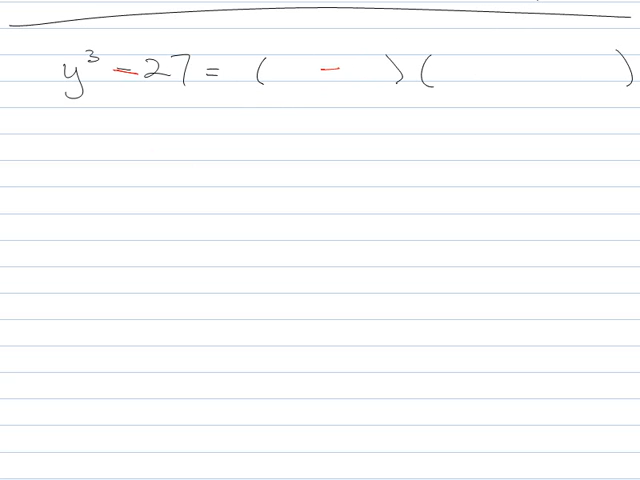 y³ - 27 = ( - ) ( )